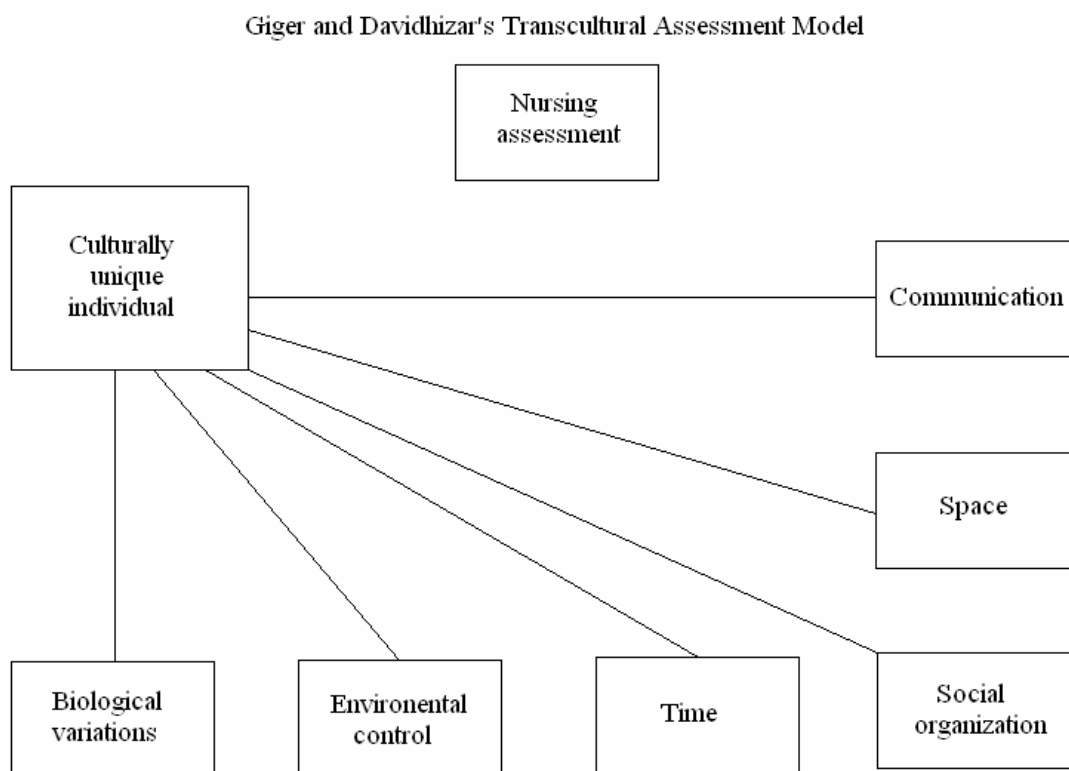 Giger and Davidhizar's Transcultural Assessment Model
Nursing
assessment
Culturally
unique
individual
Communication
Space
Biological
variations
Environental
control
Time
Social
organization